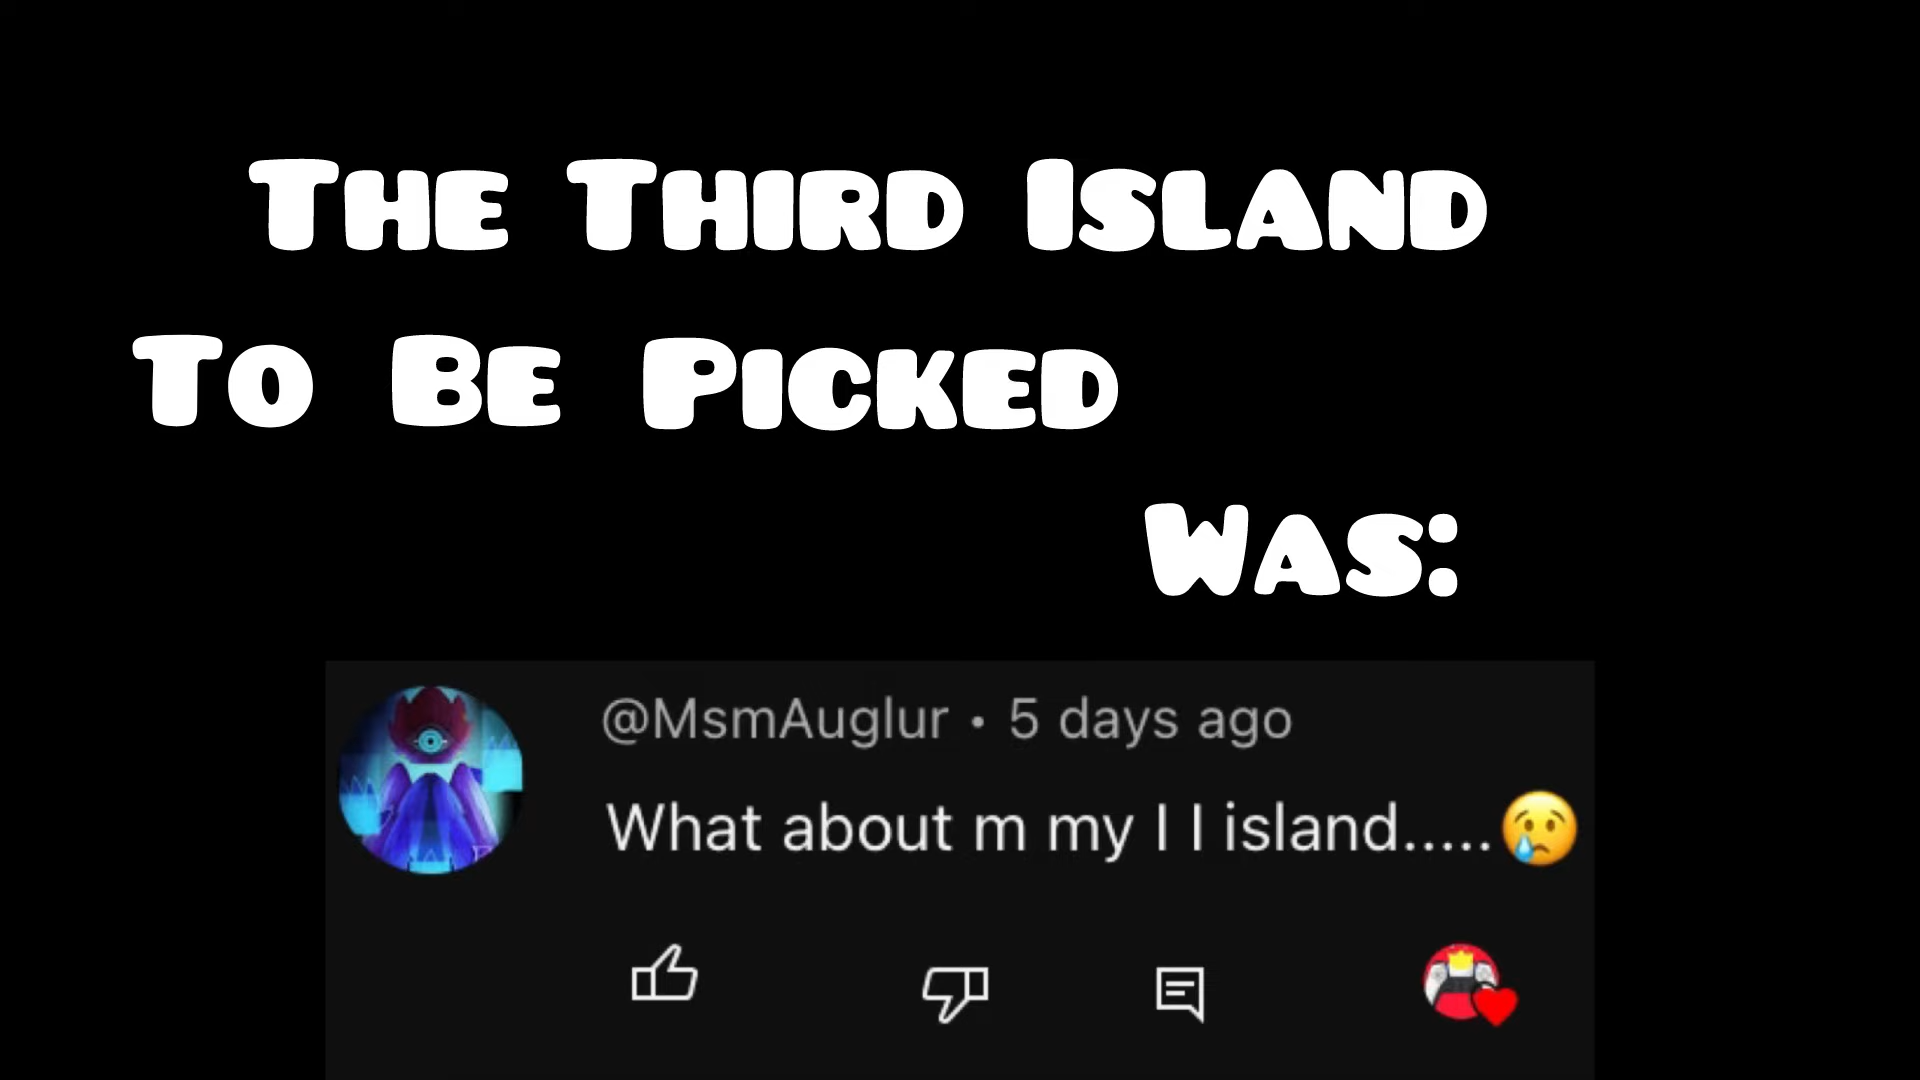 The Third Island
To Be Picked
Was:
@MsmAuglur • 5 days ago
What about m my I I island.....😢